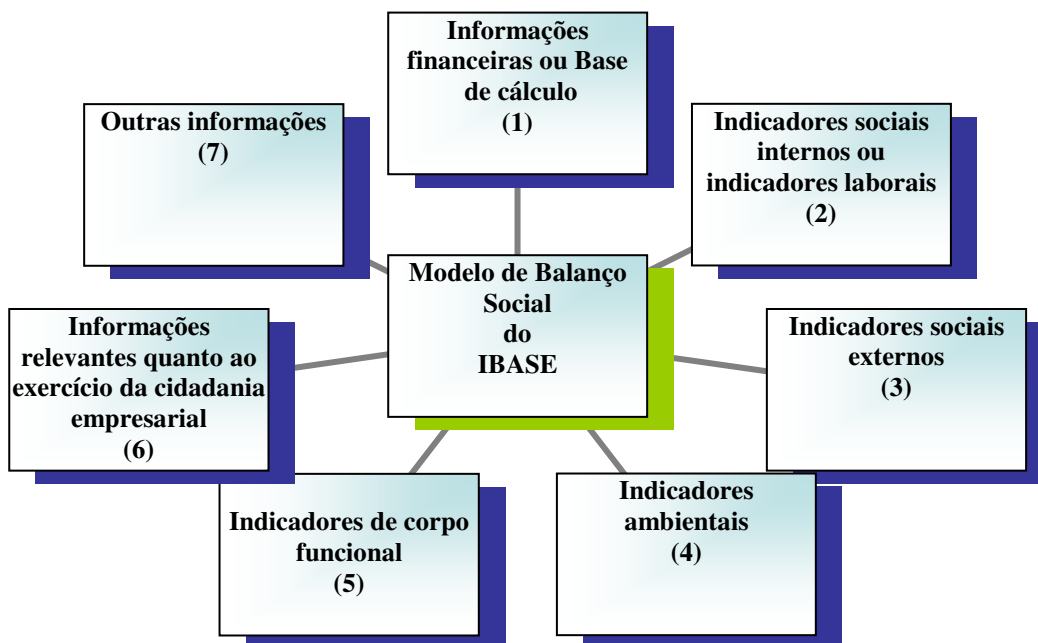 Informações
financeiras ou Base
de cálculo
(1)
Indicadores sociais
internos ou
indicadores laborais
(2)
Indicadores sociais
externos
(3)
Indicadores
ambientais
(4)
Indicadores de corpo
funcional
(5)
Informações
relevantes quanto ao
exercício da cidadania
empresarial
(6)
Outras informações
(7)
Modelo de Balanço
Social
do
IBASE